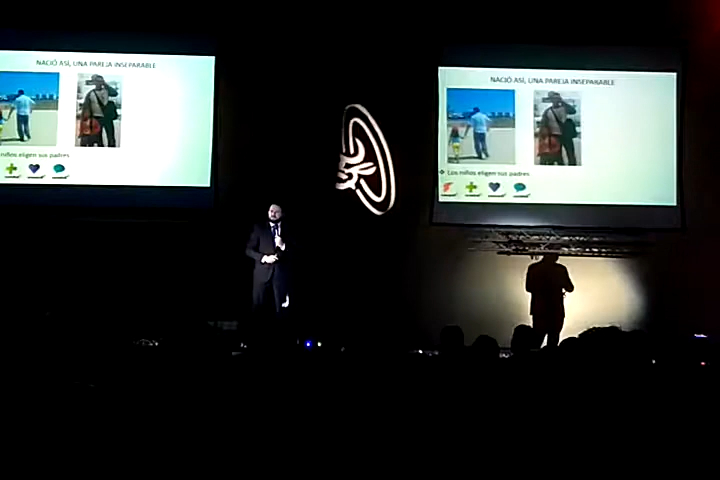 NACIÓ ASÍ, UNA PAREJA INSEPARABLE
niños eligen sus padres
NACIÓ ASÍ, UNA PAREJA INSEPARABLE
Los niños eligen sus padres